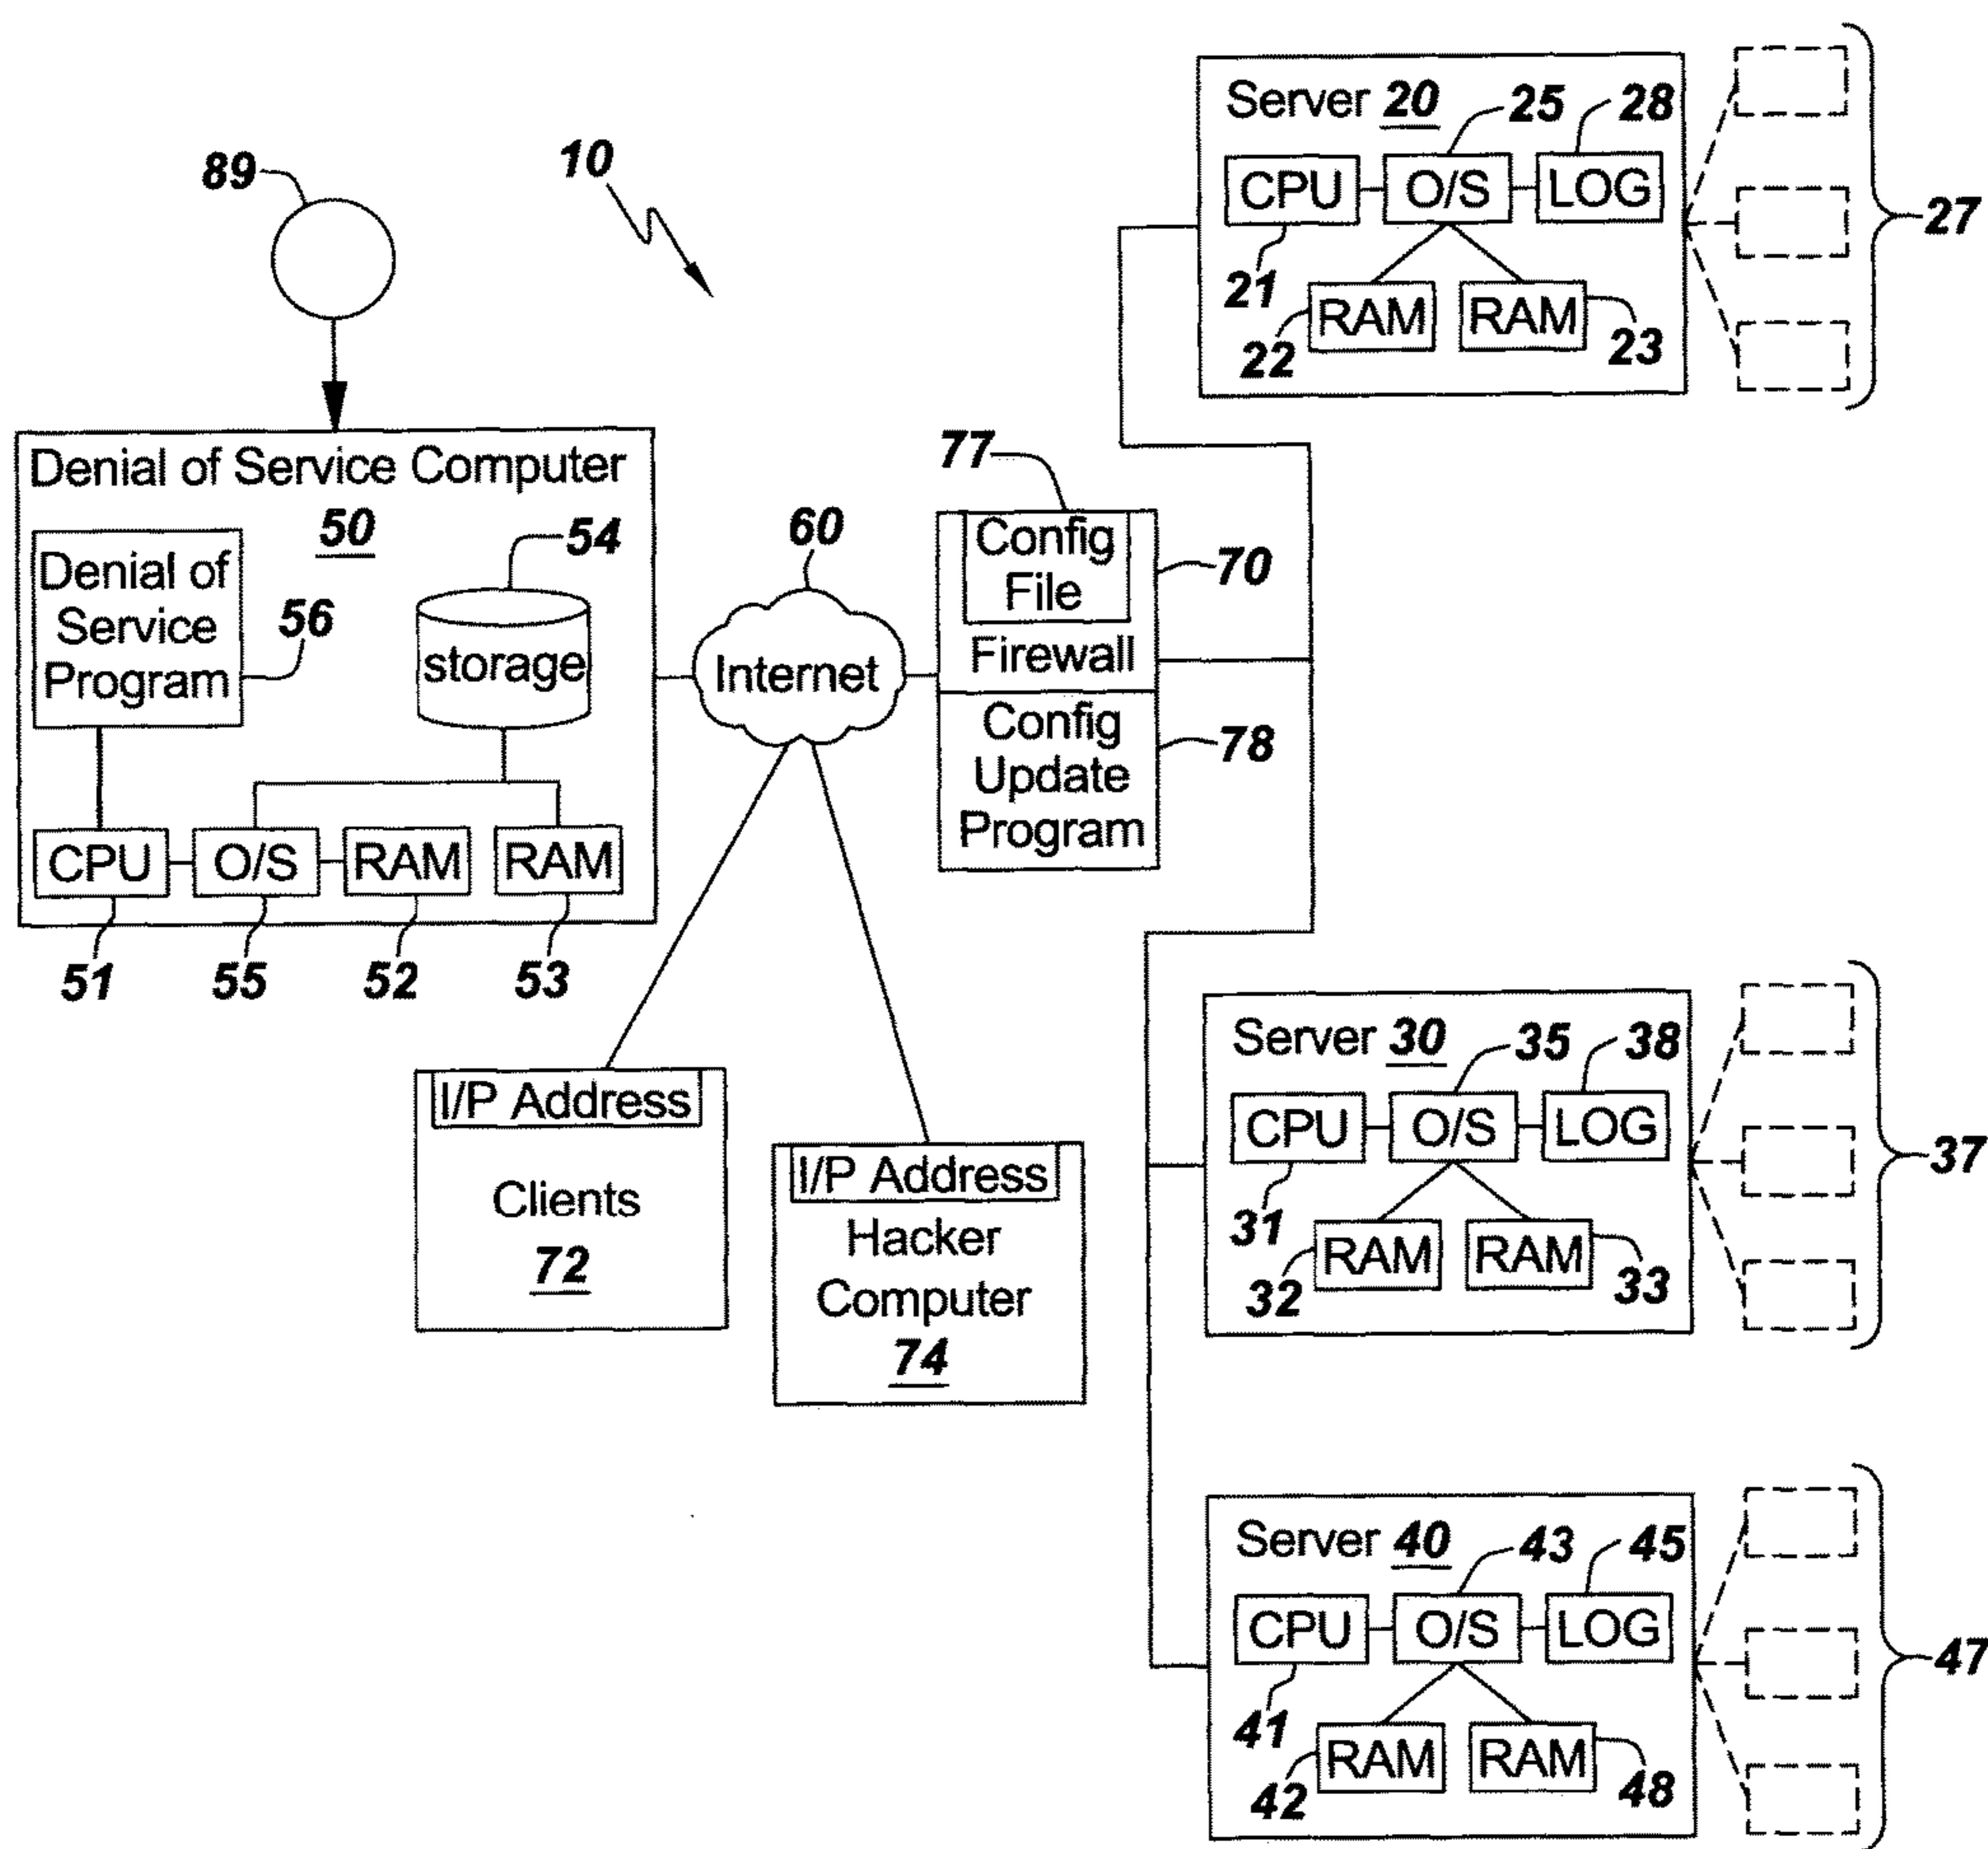 89
10
Server 20
25
28
CPU
O/S
LOG
21
RAM
RAM
22
23
27
Denial of Service Computer
50
Denial of
Service
Program
56
54
storage
CPU
O/S
RAM
RAM
51
55
52
53
60
Internet
77
Config
File
70
Firewall
Config
Update
Program
78
I/P Address
Clients
72
I/P Address
Hacker
Computer
74
Server 30
35
38
CPU
O/S
LOG
31
RAM
RAM
32
33
37
Server 40
43
45
CPU
O/S
LOG
41
RAM
RAM
42
48
47